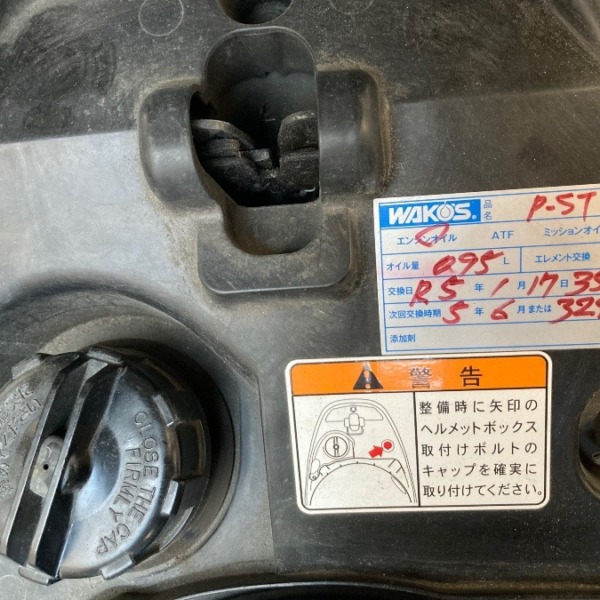 WAKO'S 品名 P-ST
エンジンオイル ATF ミッションオイ
オイル量 0.95 L エレメント交換
交換日 R5 年 1 月 17 日
次回交換時期 5 年 6 月または
添加剤
警告
整備時に矢印の
ヘルメットボックス
取付けボルトの
キャップを確実に
取り付けてください。
CLOSE THE CAP
FIRMLY